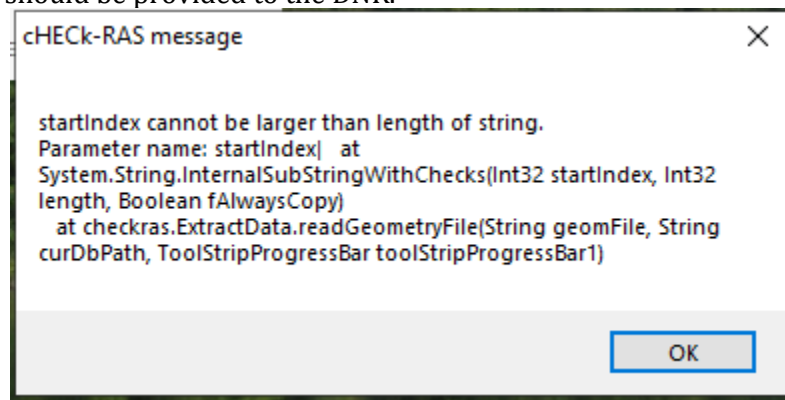 should be provided to the DNR.
cHECk-RAS message
startIndex cannot be larger than length of string.
Parameter name: startIndex|   at
System.String.InternalSubStringWithChecks(Int32 startIndex, Int32
length, Boolean fAlwaysCopy)
   at checkras.ExtractData.readGeometryFile(String geomFile, String
curDbPath, ToolStripProgressBar toolStripProgressBar1)
OK